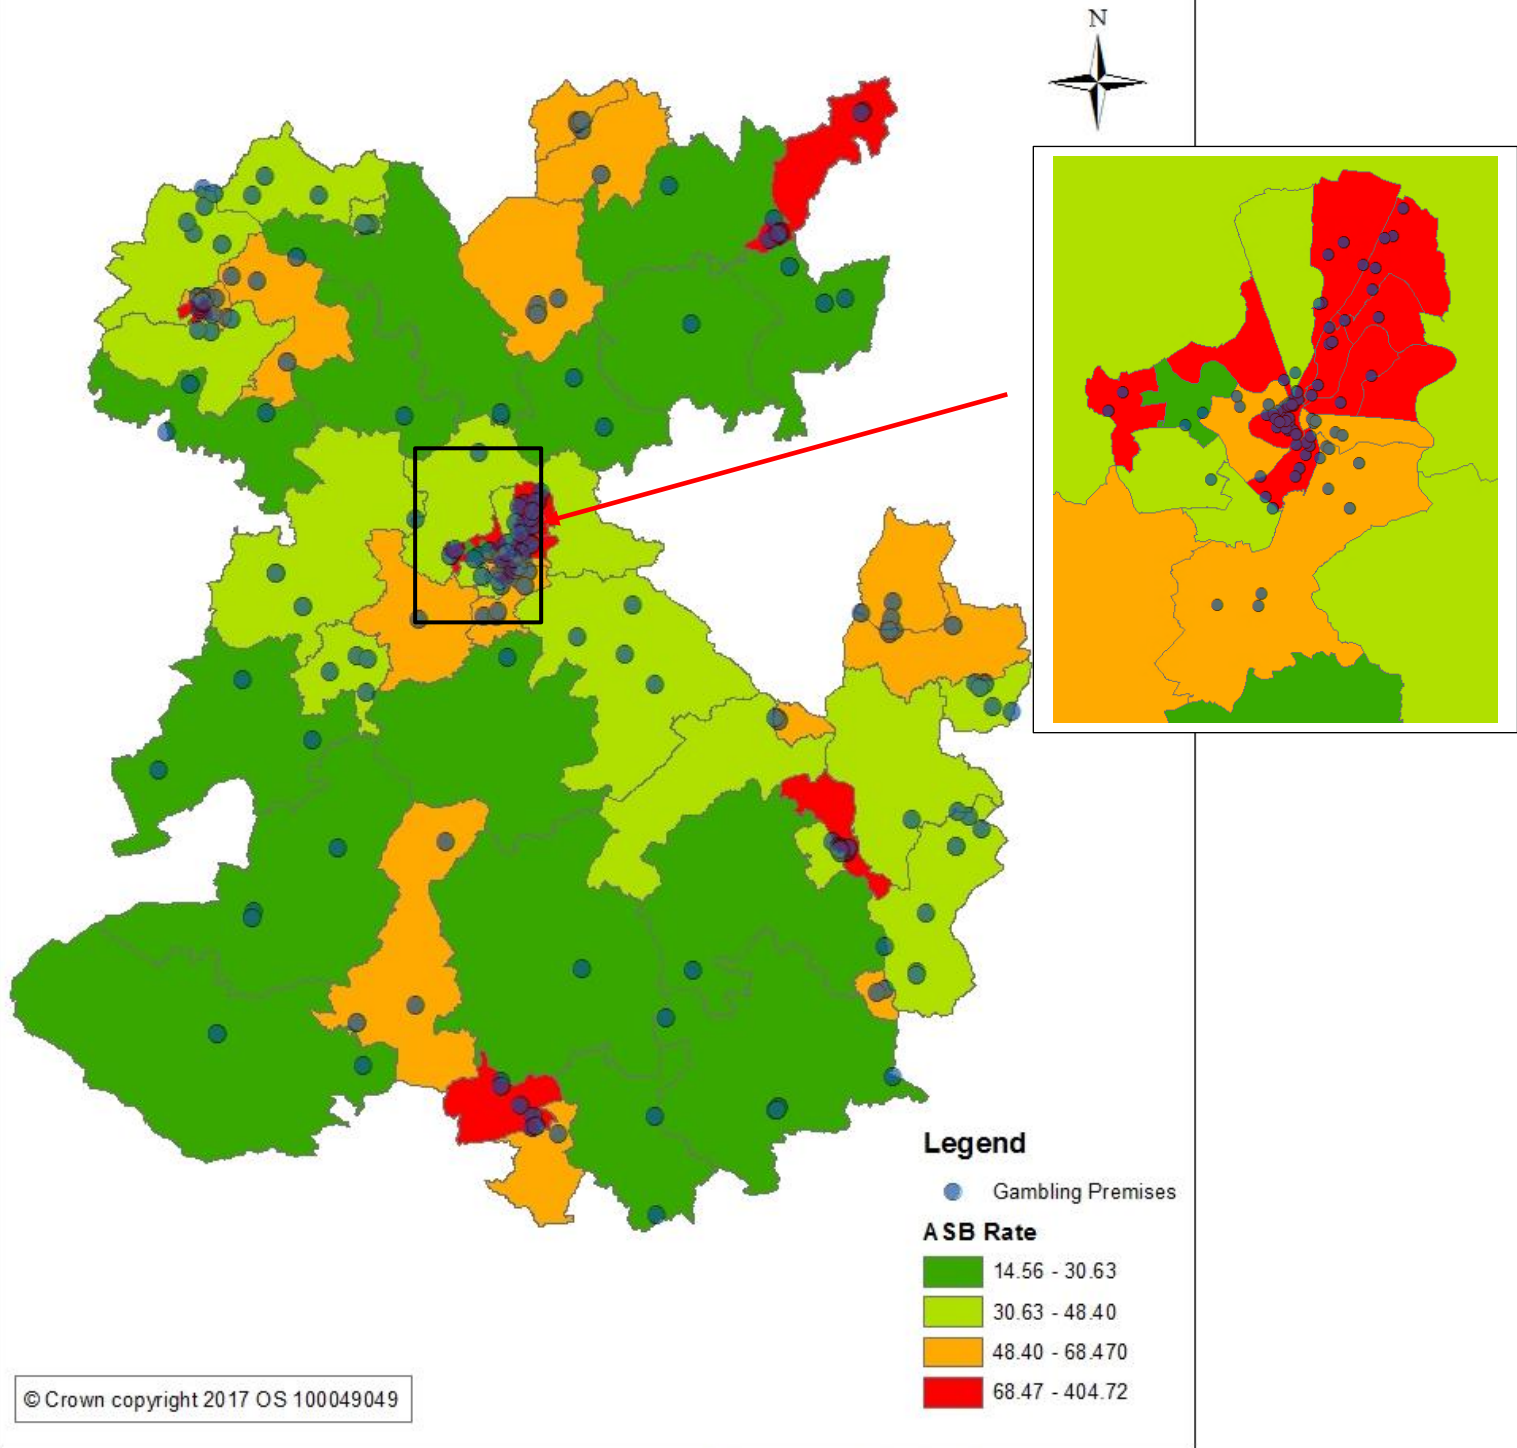 N
Legend
Gambling Premises
ASB Rate
14.56 - 30.63
30.63 - 48.40
48.40 - 68.470
68.47 - 404.72
© Crown copyright 2017 OS 100049049